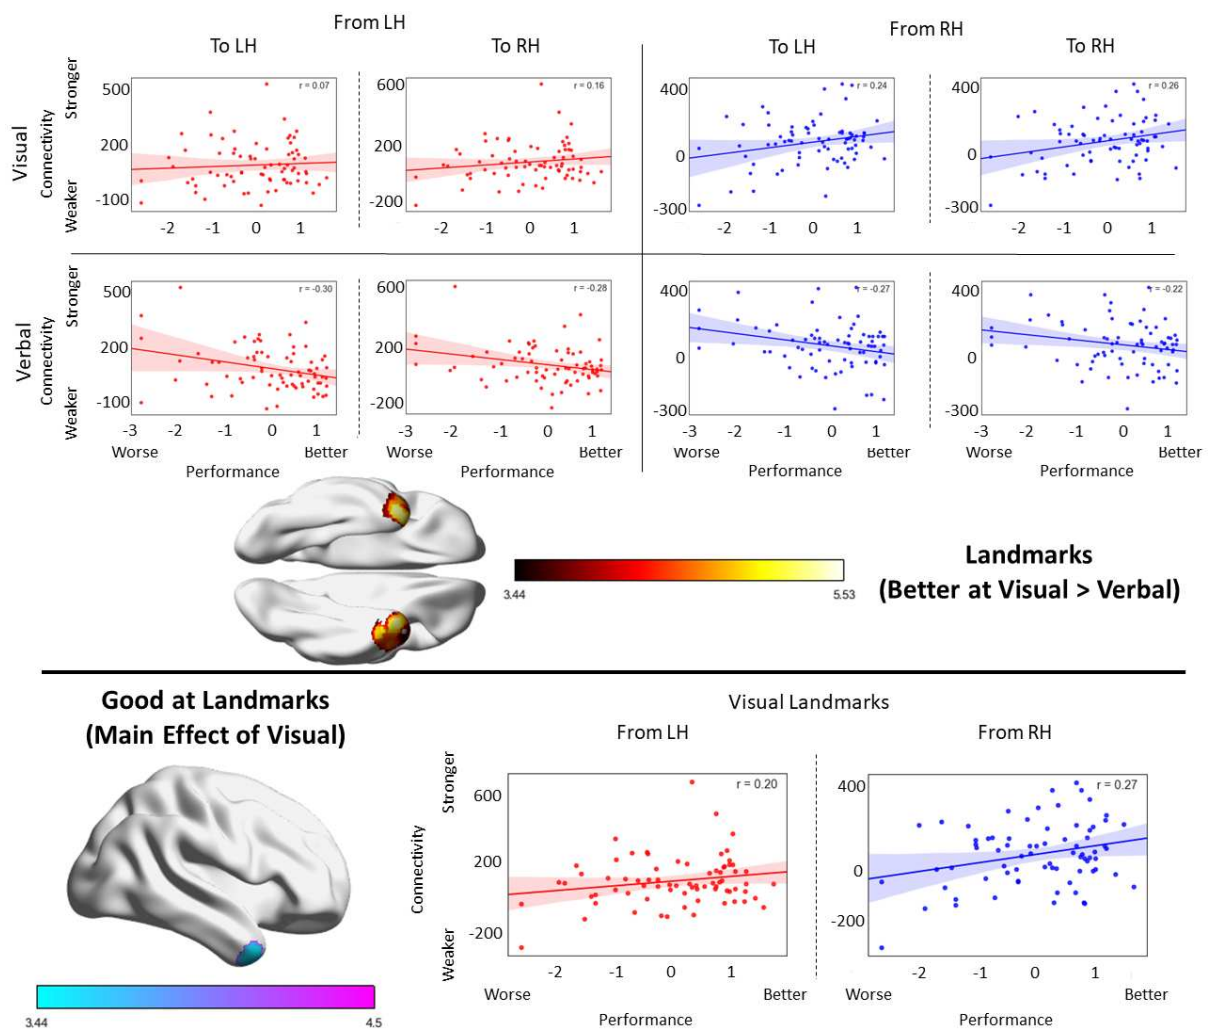 From LH
From RH
To LH
To RH
To LH
To RH
Visual
Connectivity
Stronger
Weaker
500
200
-100
r = 0.07
-2 -1 0 1
600
200
-200
r = 0.16
-2 -1 0 1
400
0
-300
r = 0.24
-2 -1 0 1
400
0
-300
r = 0.26
-2 -1 0 1
Verbal
Connectivity
Stronger
Weaker
500
200
-100
r = -0.30
-3 -2 -1 0 1
Worse Better
Performance
600
200
-200
r = -0.28
-3 -2 -1 0 1
Worse Better
Performance
400
0
-300
r = -0.27
-3 -2 -1 0 1
Worse Better
Performance
400
0
-300
r = -0.22
-3 -2 -1 0 1
Worse Better
Performance
3.44 5.53
Landmarks
(Better at Visual > Verbal)
Good at Landmarks
(Main Effect of Visual)
3.44 4.5
Visual Landmarks
From LH
From RH
Connectivity
Stronger
Weaker
600
200
-200
r = 0.20
-2 -1 0 1
Worse Better
Performance
400
0
-200
r = 0.27
-2 -1 0 1
Worse Better
Performance